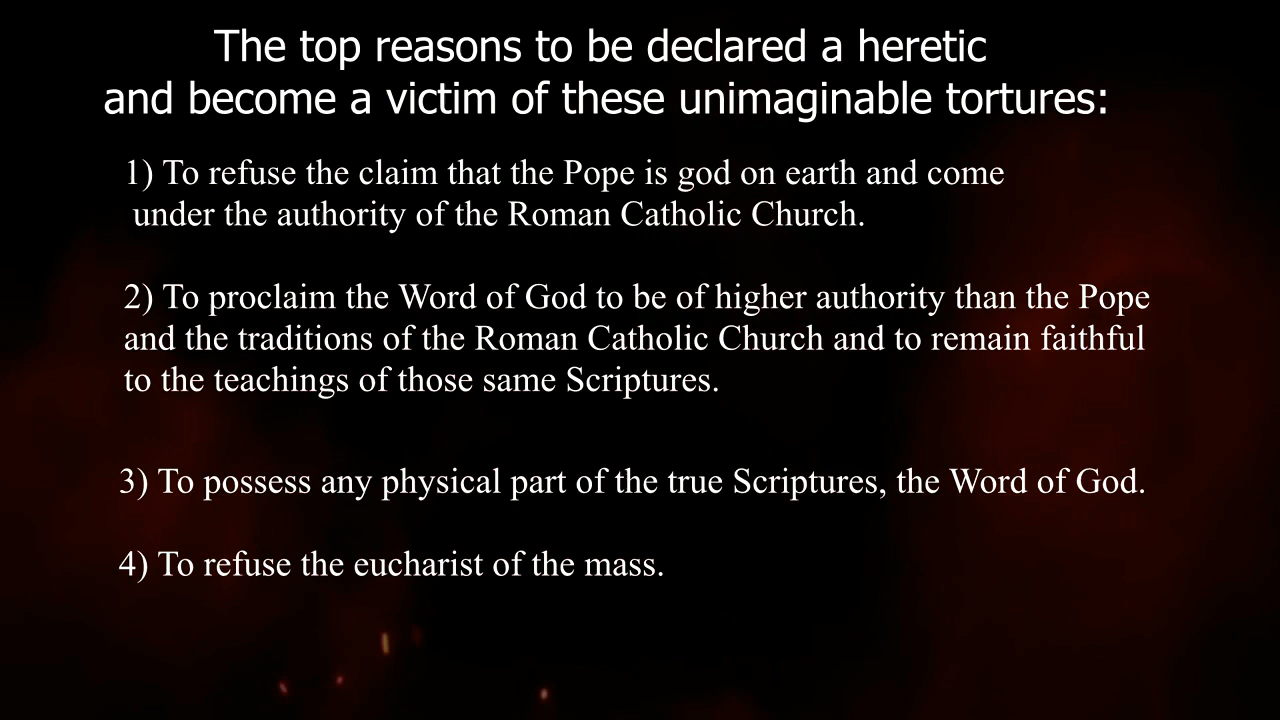 The top reasons to be declared a heretic
and become a victim of these unimaginable tortures:
1) To refuse the claim that the Pope is god on earth and come
under the authority of the Roman Catholic Church.
2) To proclaim the Word of God to be of higher authority than the Pope
and the traditions of the Roman Catholic Church and to remain faithful
to the teachings of those same Scriptures.
3) To possess any physical part of the true Scriptures, the Word of God.
4) To refuse the eucharist of the mass.